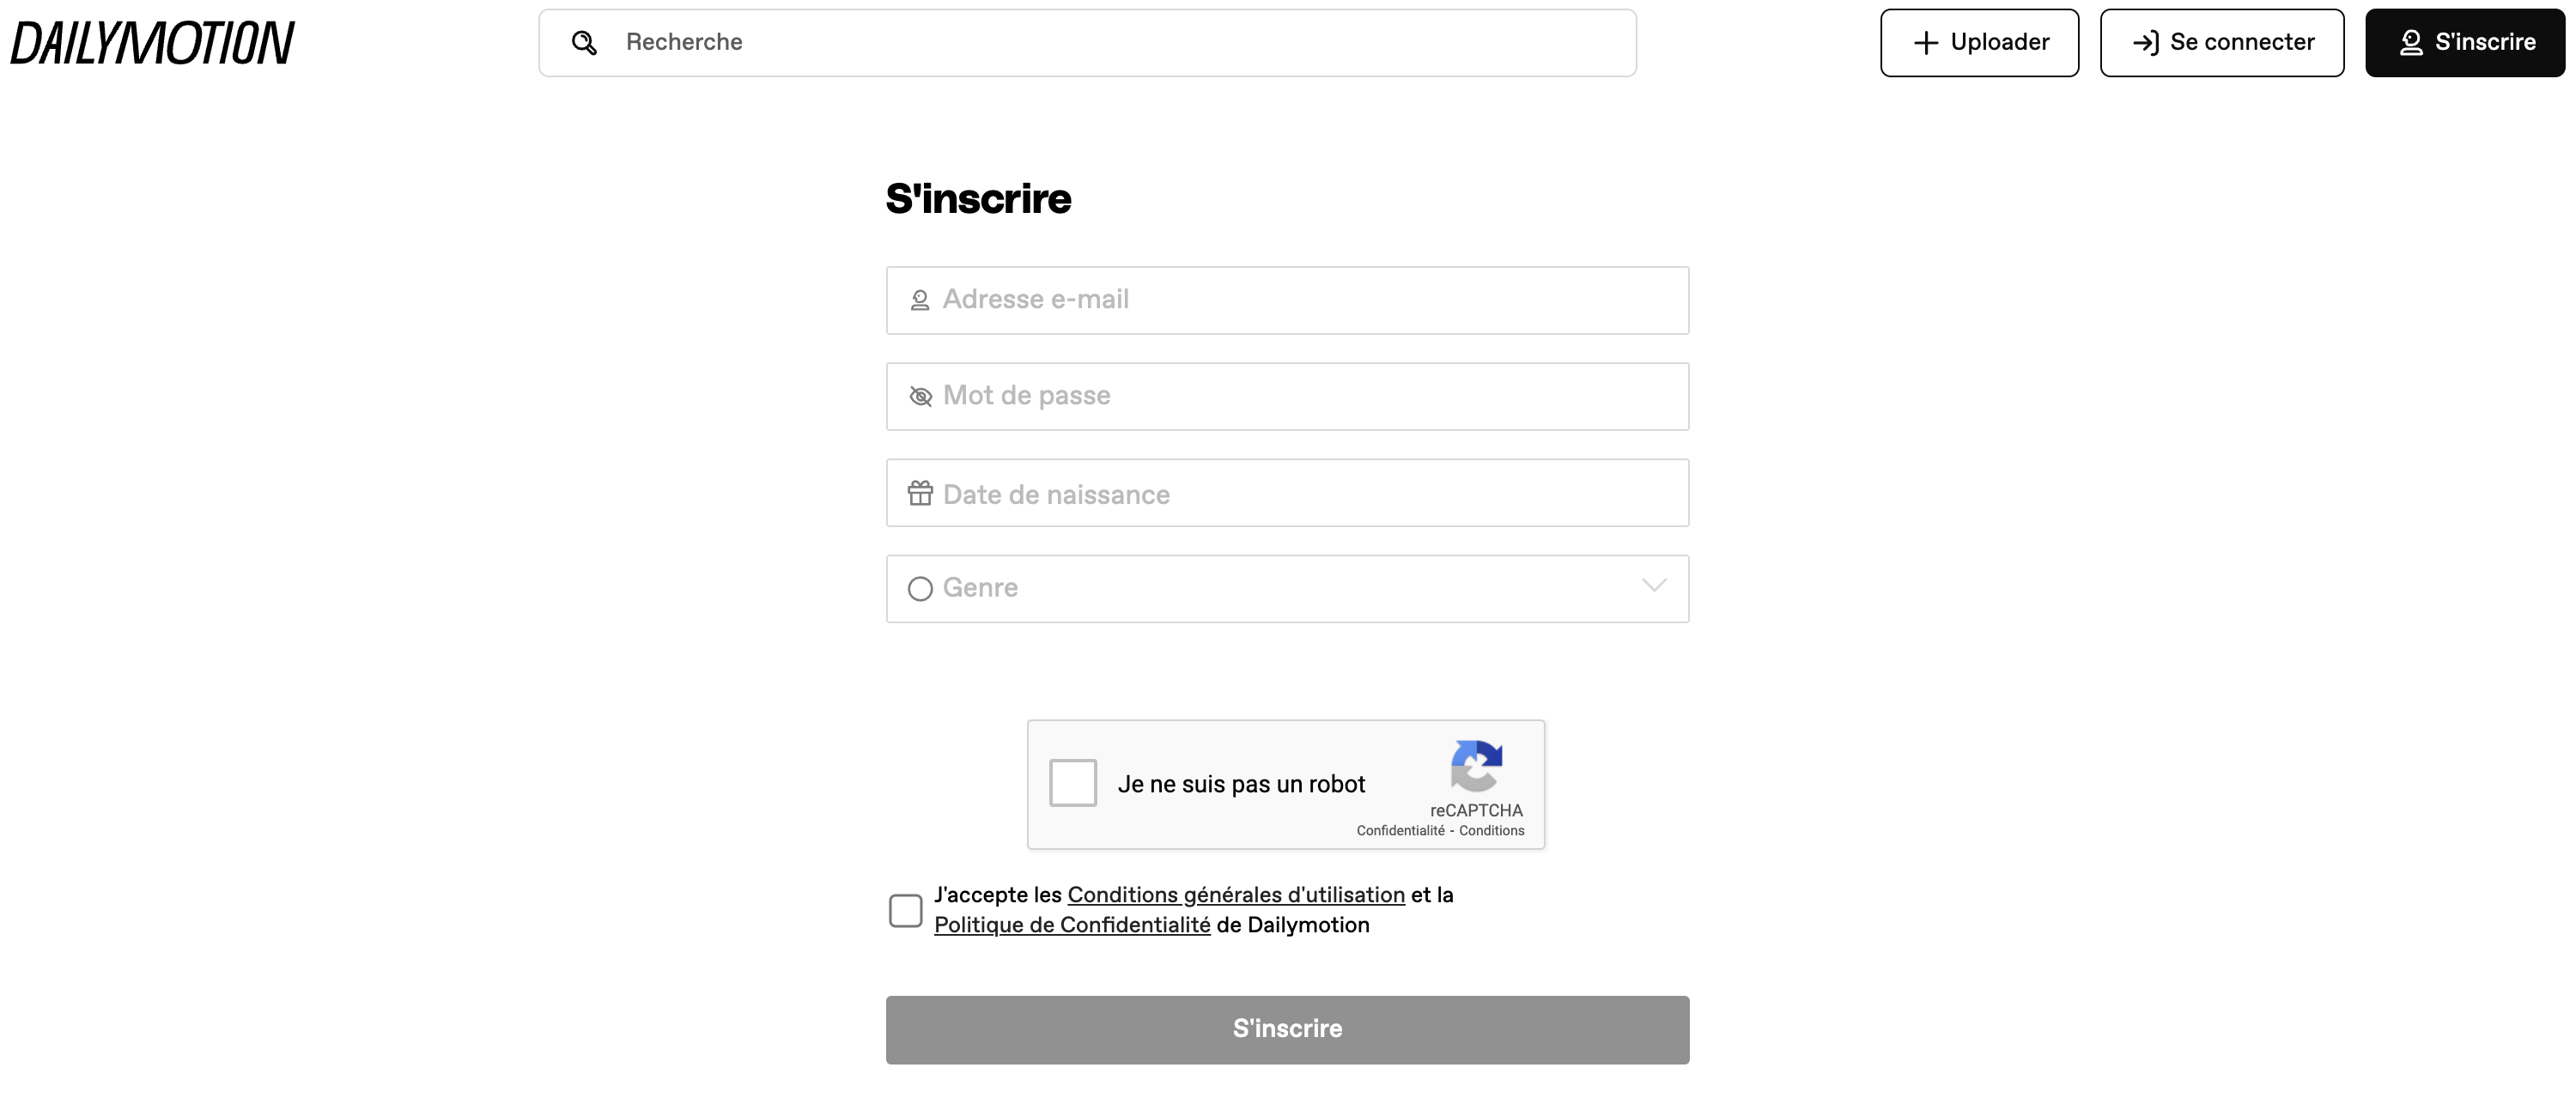 DAILYMOTION
Recherche
Uploader
Se connecter
S'inscrire
S'inscrire
Adresse e-mail
Mot de passe
Date de naissance
Genre
Je ne suis pas un robot
reCAPTCHA
Confidentialité - Conditions
J'accepte les Conditions générales d'utilisation et la
Politique de Confidentialité de Dailymotion
S'inscrire